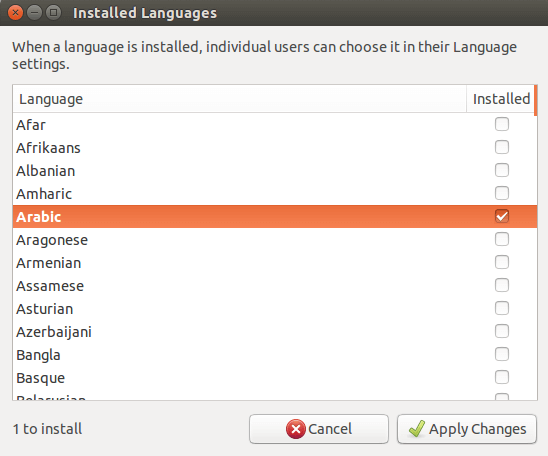 Installed Languages
When a language is installed, individual users can choose it in their Language
settings.
Language Installed
Afar
Afrikaans
Albanian
Amharic
Arabic
Aragonese
Armenian
Assamese
Asturian
Azerbaijani
Bangla
Basque
Belarusian
1 to install Cancel Apply Changes